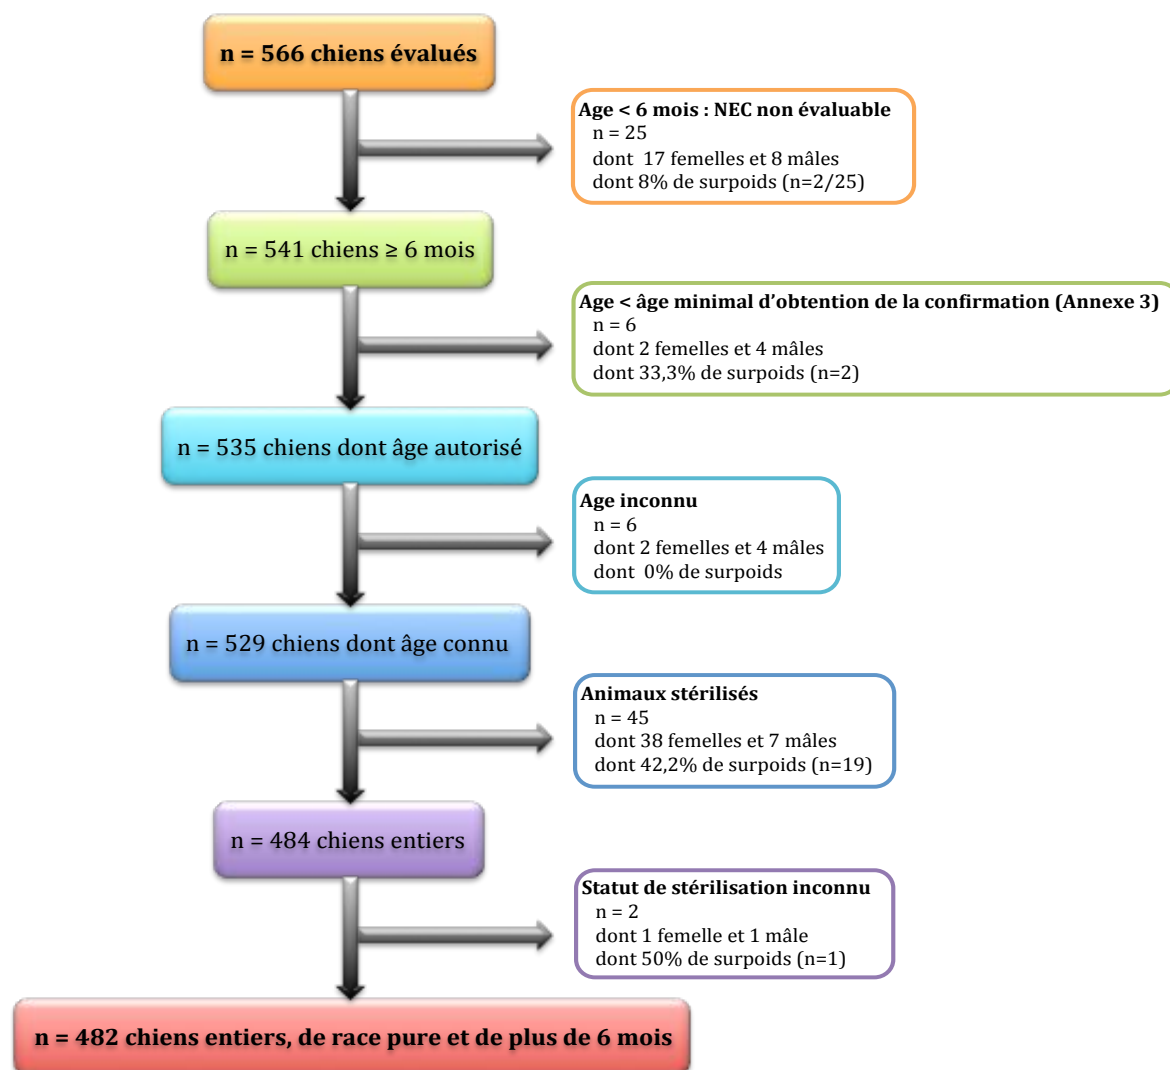 n = 566 chiens évalués
Age < 6 mois : NEC non évaluable
n = 25
dont 17 femelles et 8 mâles
dont 8% de surpoids (n=2/25)
n = 541 chiens ≥ 6 mois
Age < âge minimal d’obtention de la confirmation (Annexe 3)
n = 6
dont 2 femelles et 4 mâles
dont 33,3% de surpoids (n=2)
n = 535 chiens dont âge autorisé
Age inconnu
n = 6
dont 2 femelles et 4 mâles
dont 0% de surpoids
n = 529 chiens dont âge connu
Animaux stérilisés
n = 45
dont 38 femelles et 7 mâles
dont 42,2% de surpoids (n=19)
n = 484 chiens entiers
Statut de stérilisation inconnu
n = 2
dont 1 femelle et 1 mâle
dont 50% de surpoids (n=1)
n = 482 chiens entiers, de race pure et de plus de 6 mois